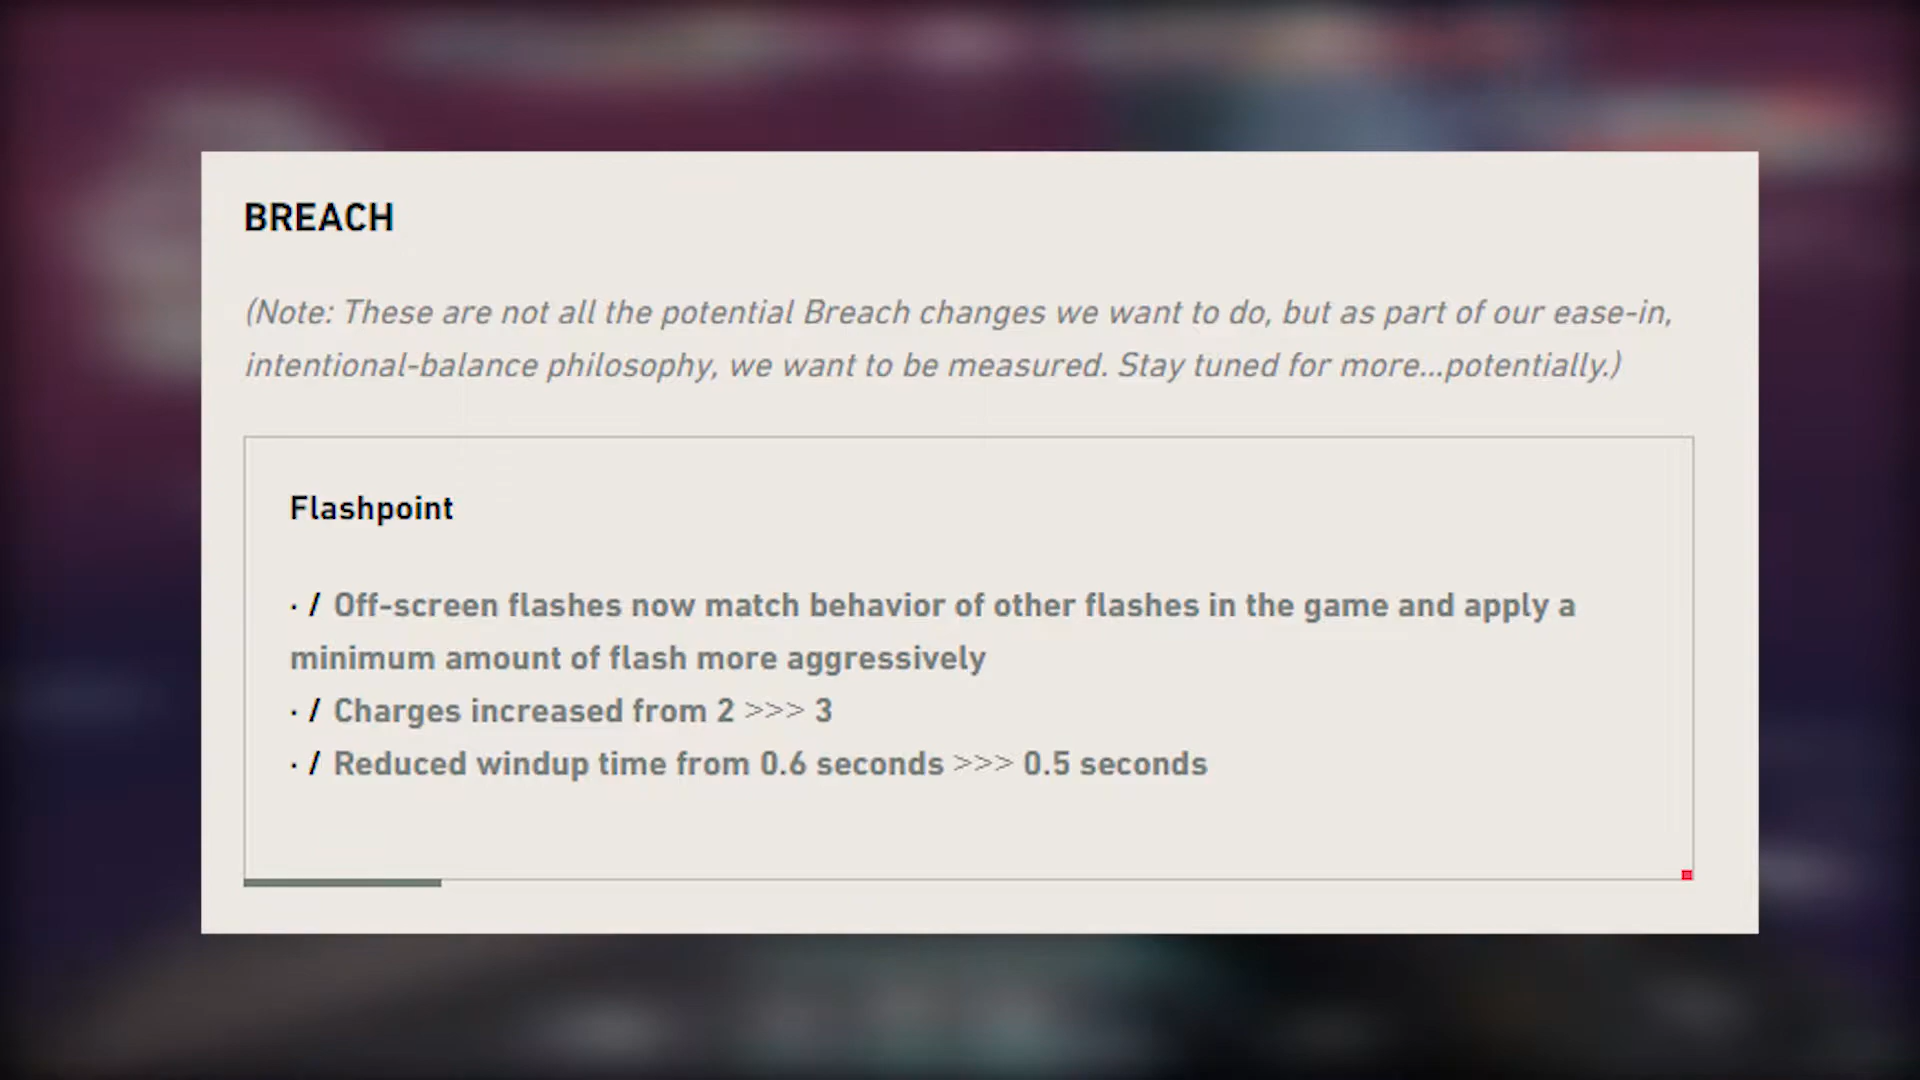 BREACH
(Note: These are not all the potential Breach changes we want to do, but as part of our ease-in,
intentional-balance philosophy, we want to be measured. Stay tuned for more...potentially.)
Flashpoint
· / Off-screen flashes now match behavior of other flashes in the game and apply a
minimum amount of flash more aggressively
· / Charges increased from 2 >>> 3
· / Reduced windup time from 0.6 seconds >>> 0.5 seconds